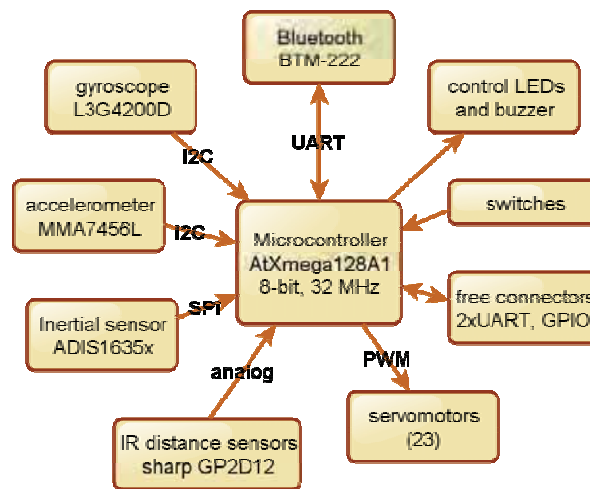 Bluetooth
BTM-222
gyroscope
L3G4200D
control LEDs
and buzzer
I2C
UART
accelerometer
MMA7456L
I2C
switches
Microcontroller
AtXmega128A1
8-bit, 32 MHz
free connectors
2xUART, GPIO
SPI
Inertial sensor
ADIS1635x
analog
PWM
servomotors
(23)
IR distance sensors
sharp GP2D12